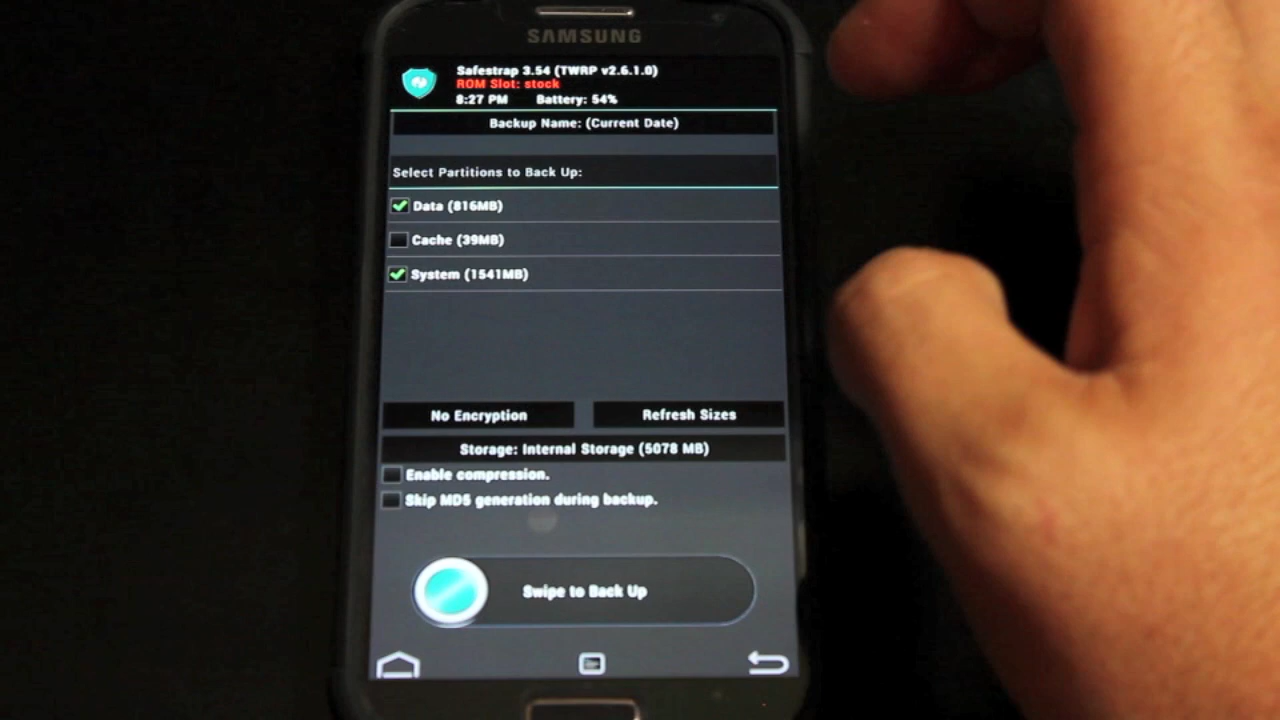 SAMSUNG
Safestrap 3.54 (TWRP v2.6.1.0)
ROM Slot: stock
8:27 PM Battery: 54%
Backup Name: (Current Date)
Select Partitions to Back Up:
Data (816MB)
Cache (39MB)
System (1541MB)
No Encryption Refresh Sizes
Storage: Internal Storage (5078 MB)
Enable compression.
Skip MD5 generation during backup.
Swipe to Back Up